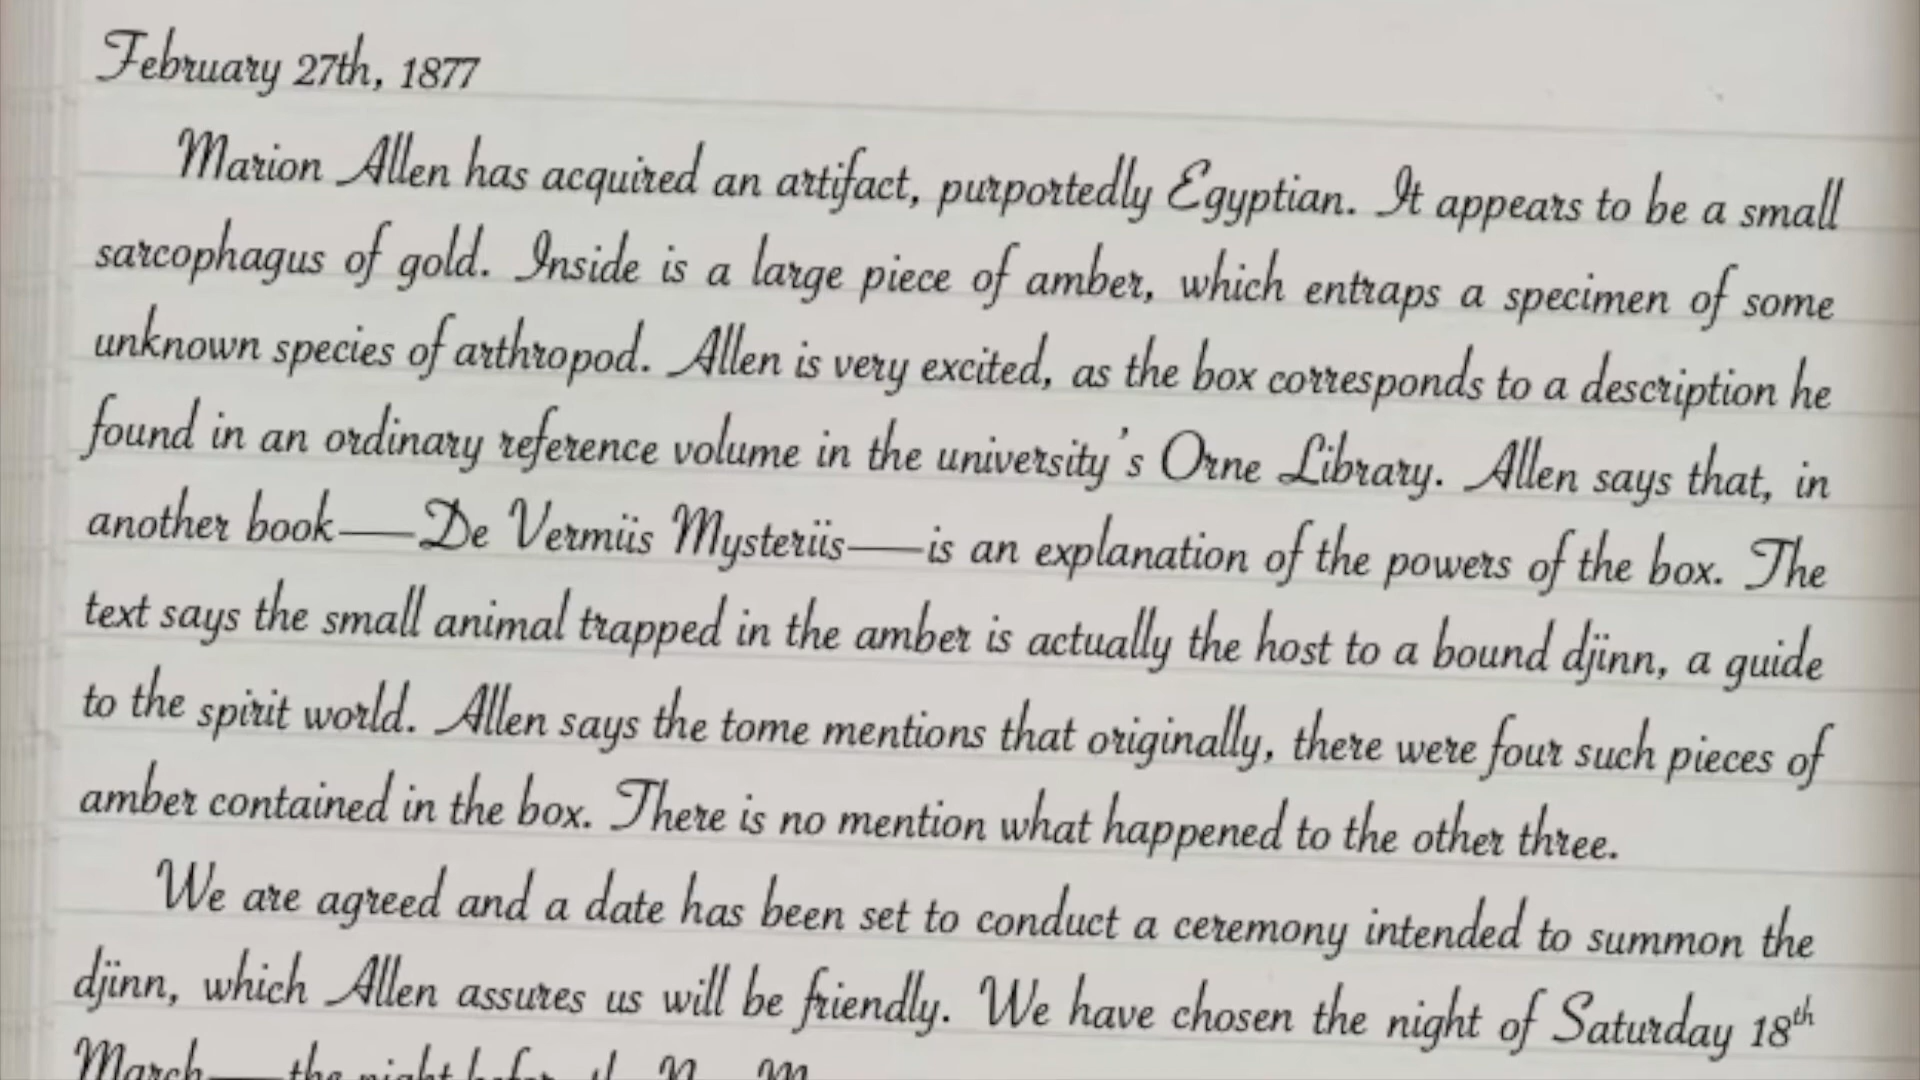 February 27th, 1877
Marion Allen has acquired an artifact, purportedly Egyptian. It appears to be a small
sarcophagus of gold. Inside is a large piece of amber, which entraps a specimen of some
unknown species of arthropod. Allen is very excited, as the box corresponds to a description he
found in an ordinary reference volume in the university's Orne Library. Allen says that, in
another book—De Vermiis Mysteriis—is an explanation of the powers of the box. The
text says the small animal trapped in the amber is actually the host to a bound djinn, a guide
to the spirit world. Allen says the tome mentions that originally, there were four such pieces of
amber contained in the box. There is no mention what happened to the other three.
We are agreed and a date has been set to conduct a ceremony intended to summon the
djinn, which Allen assures us will be friendly. We have chosen the night of Saturday 18th
March—the night before